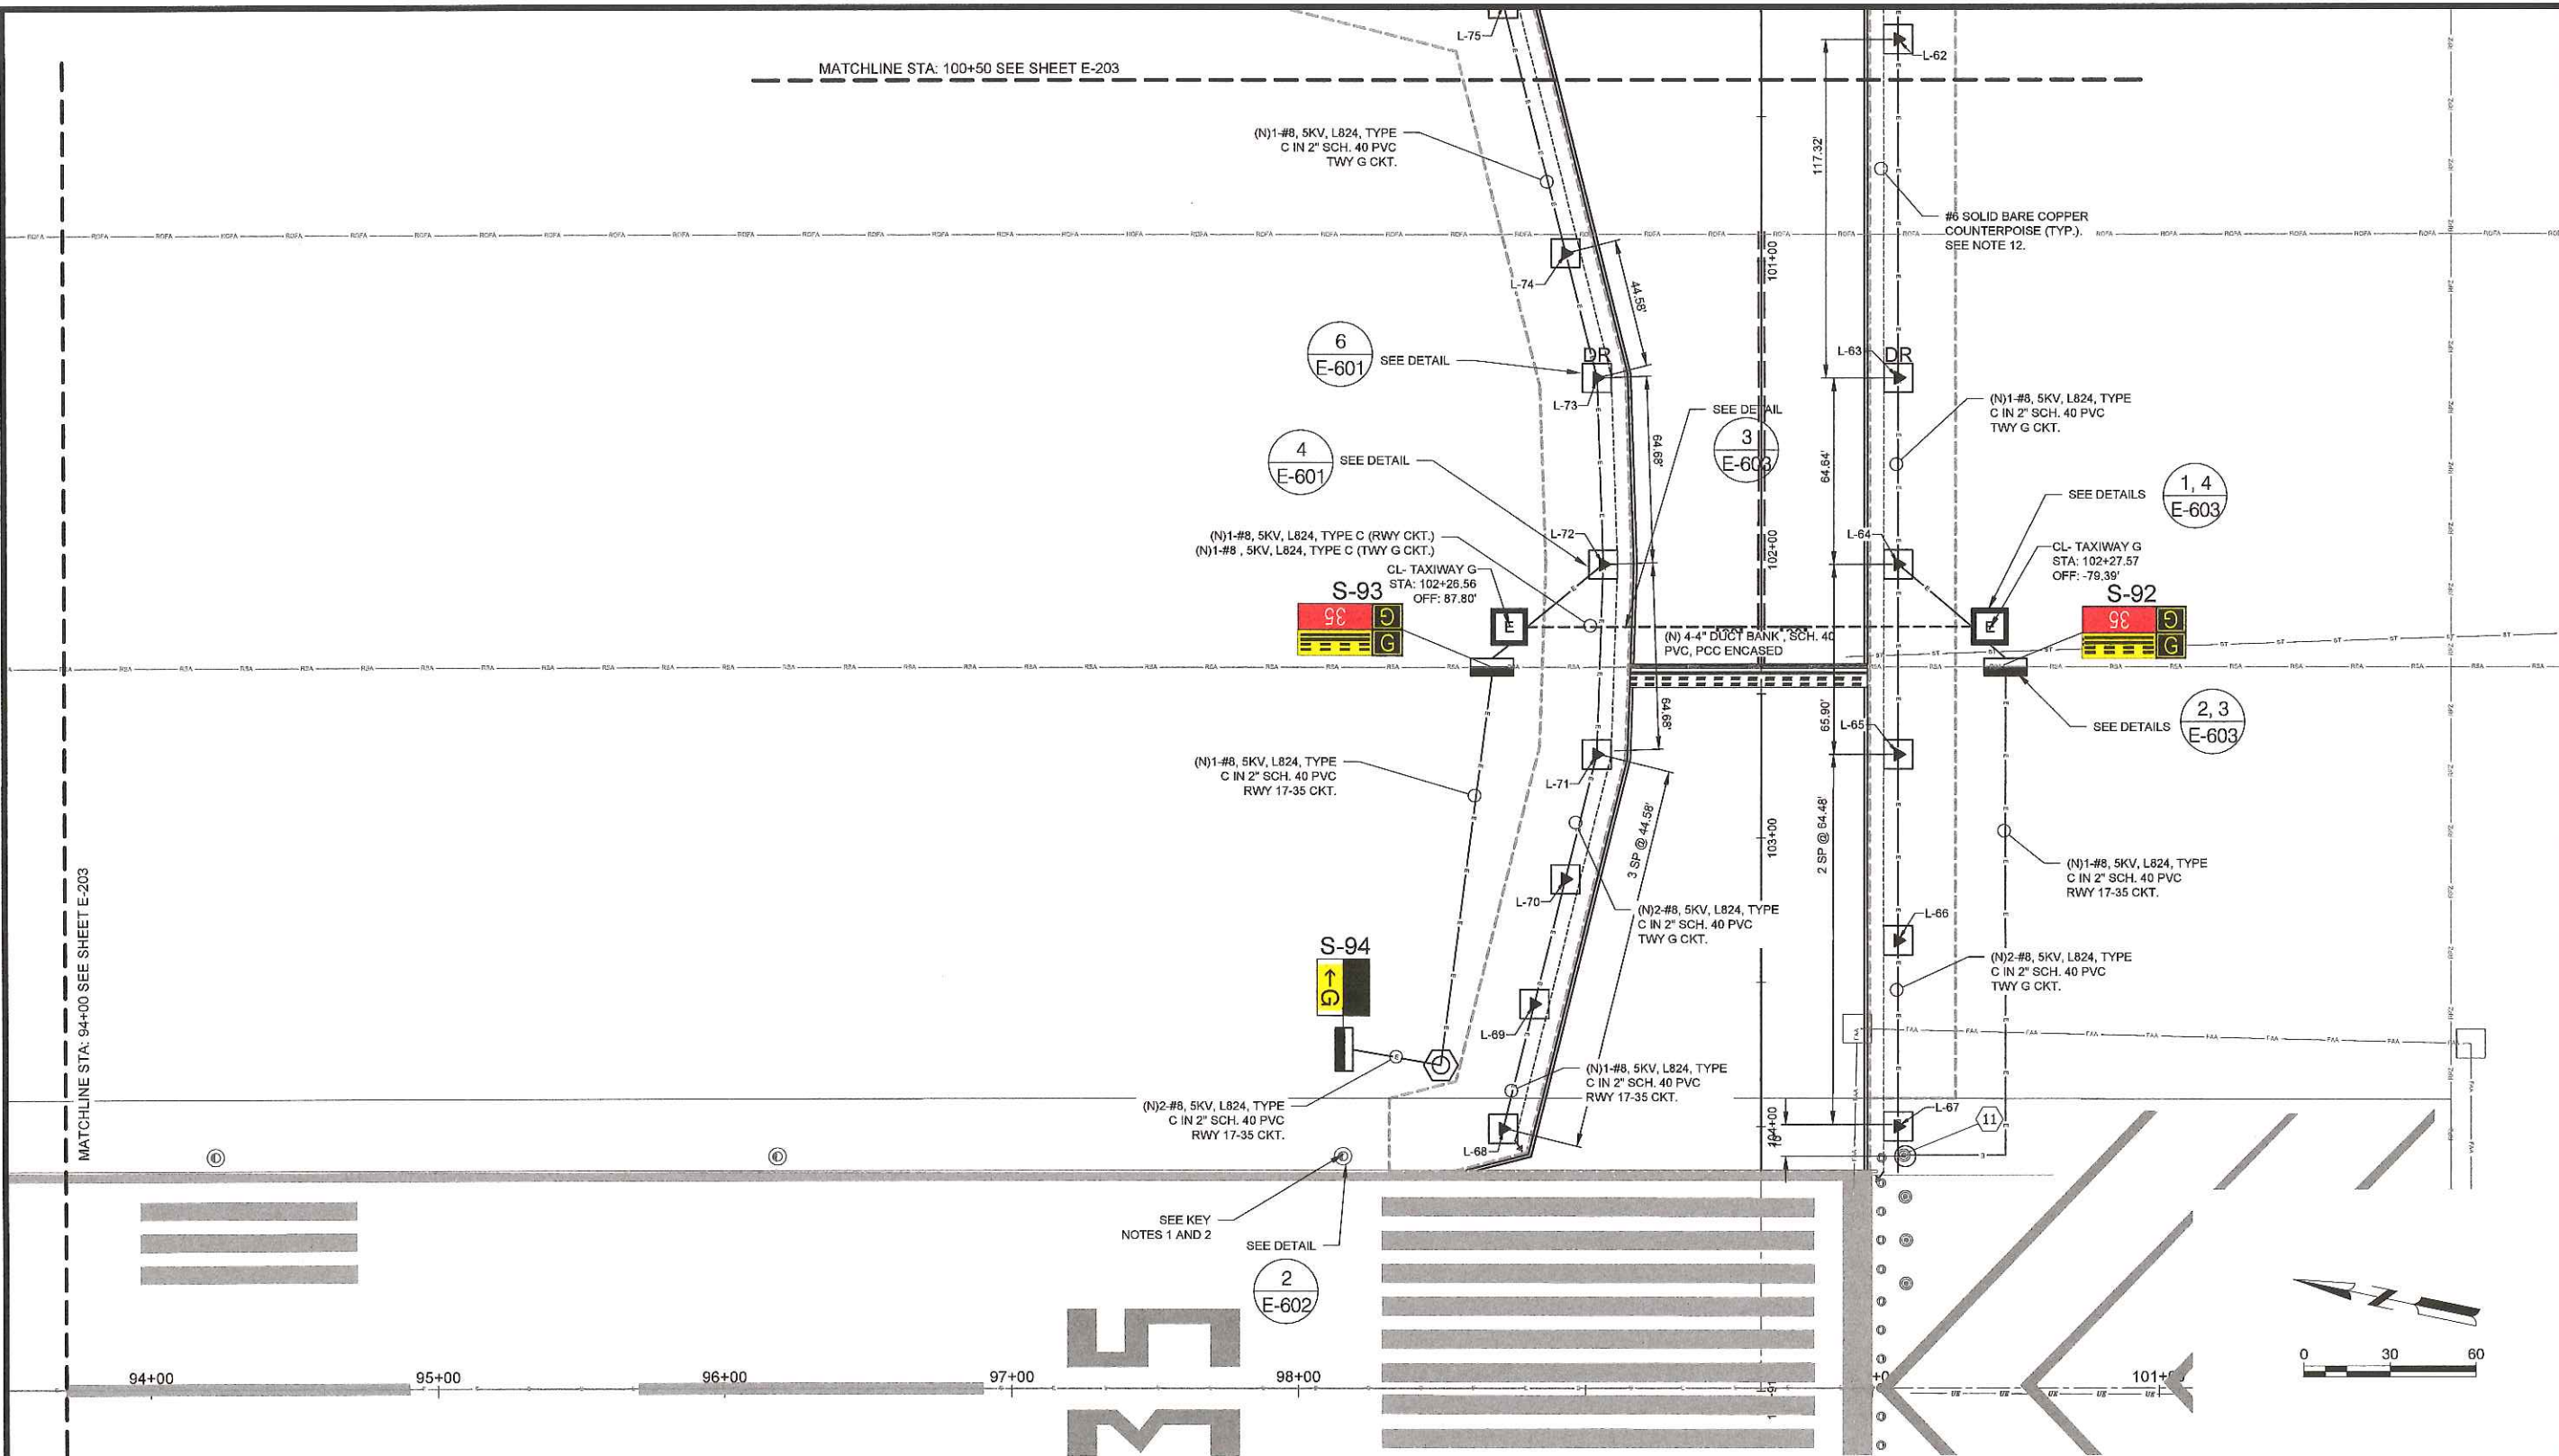 L-75
L-62
MATCHLINE STA: 100+50 SEE SHEET E-203
(N)1-#8, 5KV, L824, TYPE
C IN 2" SCH. 40 PVC
TWY G CKT.
117.32'
#6 SOLID BARE COPPER
COUNTERPOISE (TYP.).
SEE NOTE 12.
ROFA
101+00
L-74
44.58'
6
E-601
SEE DETAIL
DR
L-73
L-63
DR
SEE DETAIL
3
E-603
(N)1-#8, 5KV, L824, TYPE
C IN 2" SCH. 40 PVC
TWY G CKT.
4
E-601
SEE DETAIL
64.68'
64.64'
SEE DETAILS
1, 4
E-603
(N)1-#8, 5KV, L824, TYPE C (RWY CKT.)
(N)1-#8 , 5KV, L824, TYPE C (TWY G CKT.)
L-72
102+00
L-64
CL- TAXIWAY G
STA: 102+26.56
OFF: 87.80'
CL- TAXIWAY G
STA: 102+27.57
OFF: -79.39'
S-93
35
G
G
E
(N) 4-4" DUCT BANK , SCH. 40
PVC, PCC ENCASED
E
S-92
35
G
G
ST
RSA
64.68'
65.90'
L-65
SEE DETAILS
2, 3
E-603
(N)1-#8, 5KV, L824, TYPE
C IN 2" SCH. 40 PVC
RWY 17-35 CKT.
L-71
3 SP @ 44.58'
103+00
2 SP @ 64.48'
(N)1-#8, 5KV, L824, TYPE
C IN 2" SCH. 40 PVC
RWY 17-35 CKT.
L-70
(N)2-#8, 5KV, L824, TYPE
C IN 2" SCH. 40 PVC
TWY G CKT.
L-66
MATCHLINE STA: 94+00 SEE SHEET E-203
S-94
←G
(N)2-#8, 5KV, L824, TYPE
C IN 2" SCH. 40 PVC
TWY G CKT.
L-69
FAA
(N)1-#8, 5KV, L824, TYPE
C IN 2" SCH. 40 PVC
RWY 17-35 CKT.
(N)2-#8, 5KV, L824, TYPE
C IN 2" SCH. 40 PVC
RWY 17-35 CKT.
L-68
104+00
L-67
11
SEE KEY
NOTES 1 AND 2
SEE DETAIL
2
E-602
94+00
95+00
96+00
97+00
98+00
UE
0
30
60